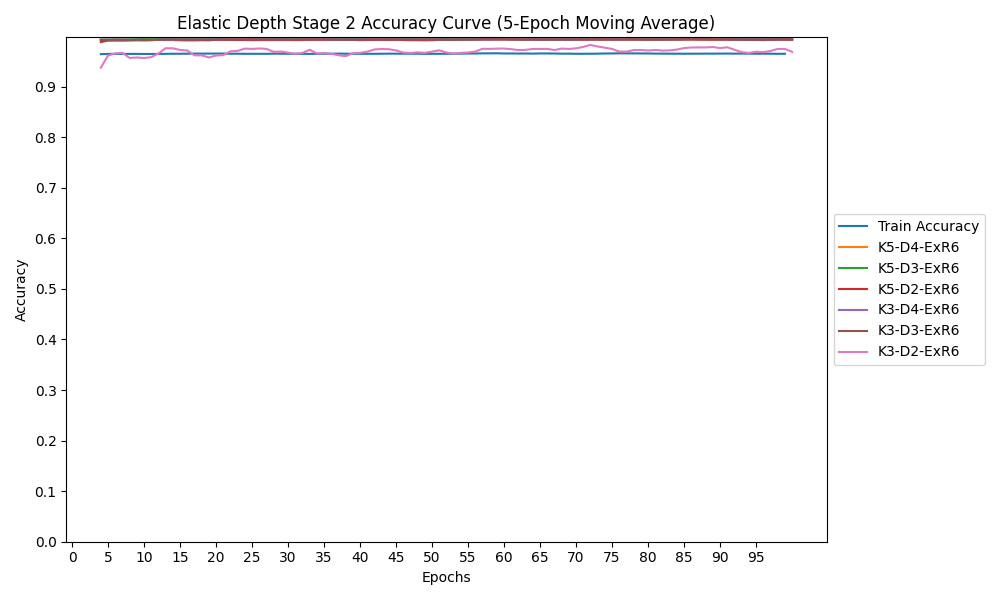 Elastic Depth Stage 2 Accuracy Curve (5-Epoch Moving Average)
Accuracy
0.9
0.8
0.7
0.6
0.5
0.4
0.3
0.2
0.1
0.0
0 5 10 15 20 25 30 35 40 45 50 55 60 65 70 75 80 85 90 95
Epochs
Train Accuracy
K5-D4-ExR6
K5-D3-ExR6
K5-D2-ExR6
K3-D4-ExR6
K3-D3-ExR6
K3-D2-ExR6